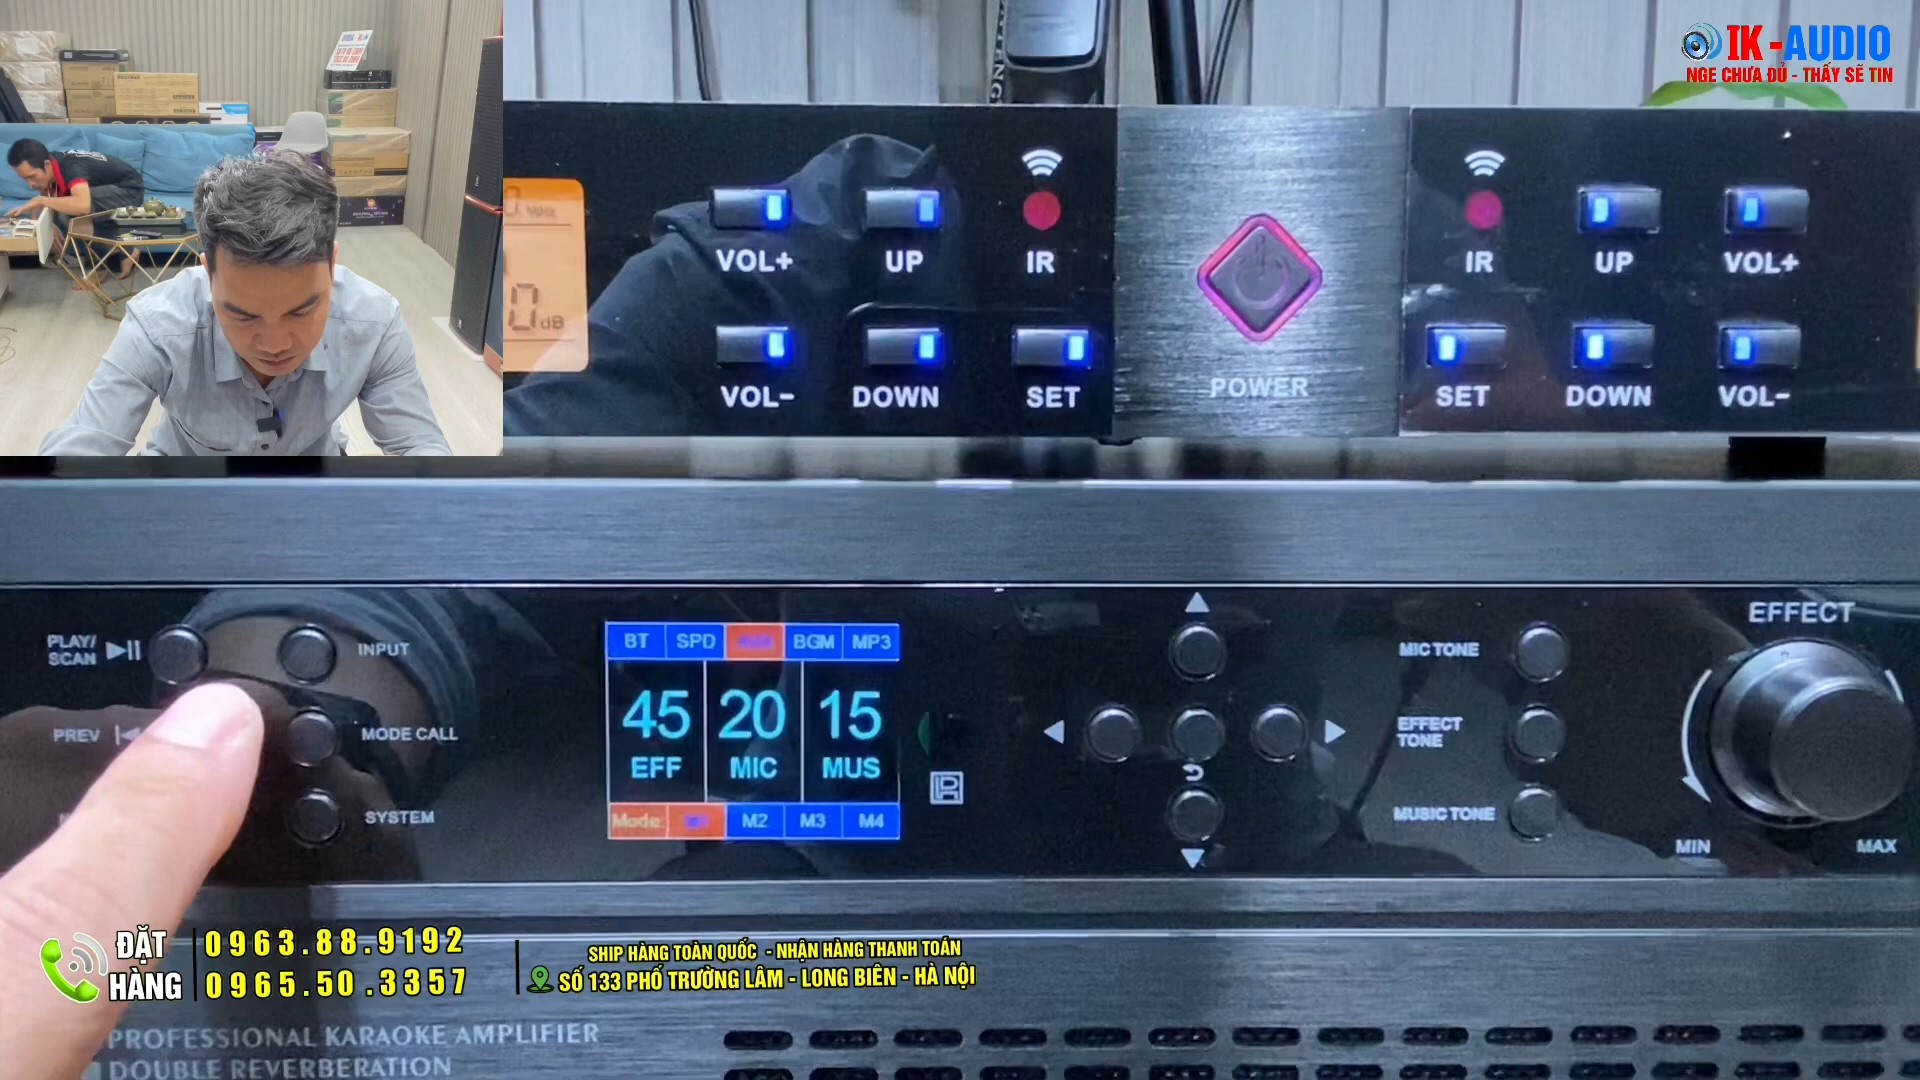 IK-AUDIO
NGE CHƯA ĐỦ - THẤY SẼ TIN
MHz
0dB
VOL+
UP
IR
VOL-
DOWN
SET
POWER
IR
UP
VOL+
SET
DOWN
VOL-
PLAY/
SCAN
INPUT
PREV
MODE CALL
SYSTEM
BT SPD BGM MP3
45 20 15
EFF MIC MUS
Mode M2 M3 M4
MIC TONE
EFFECT
TONE
MUSIC TONE
EFFECT
MIN
MAX
ĐẶT
HÀNG
0963.88.9192
0965.50.3357
SHIP HÀNG TOÀN QUỐC - NHẬN HÀNG THANH TOÁN
SỐ 133 PHỐ TRƯỜNG LÂM - LONG BIÊN - HÀ NỘI
PROFESSIONAL KARAOKE AMPLIFIER
DOUBLE REVERBERATION